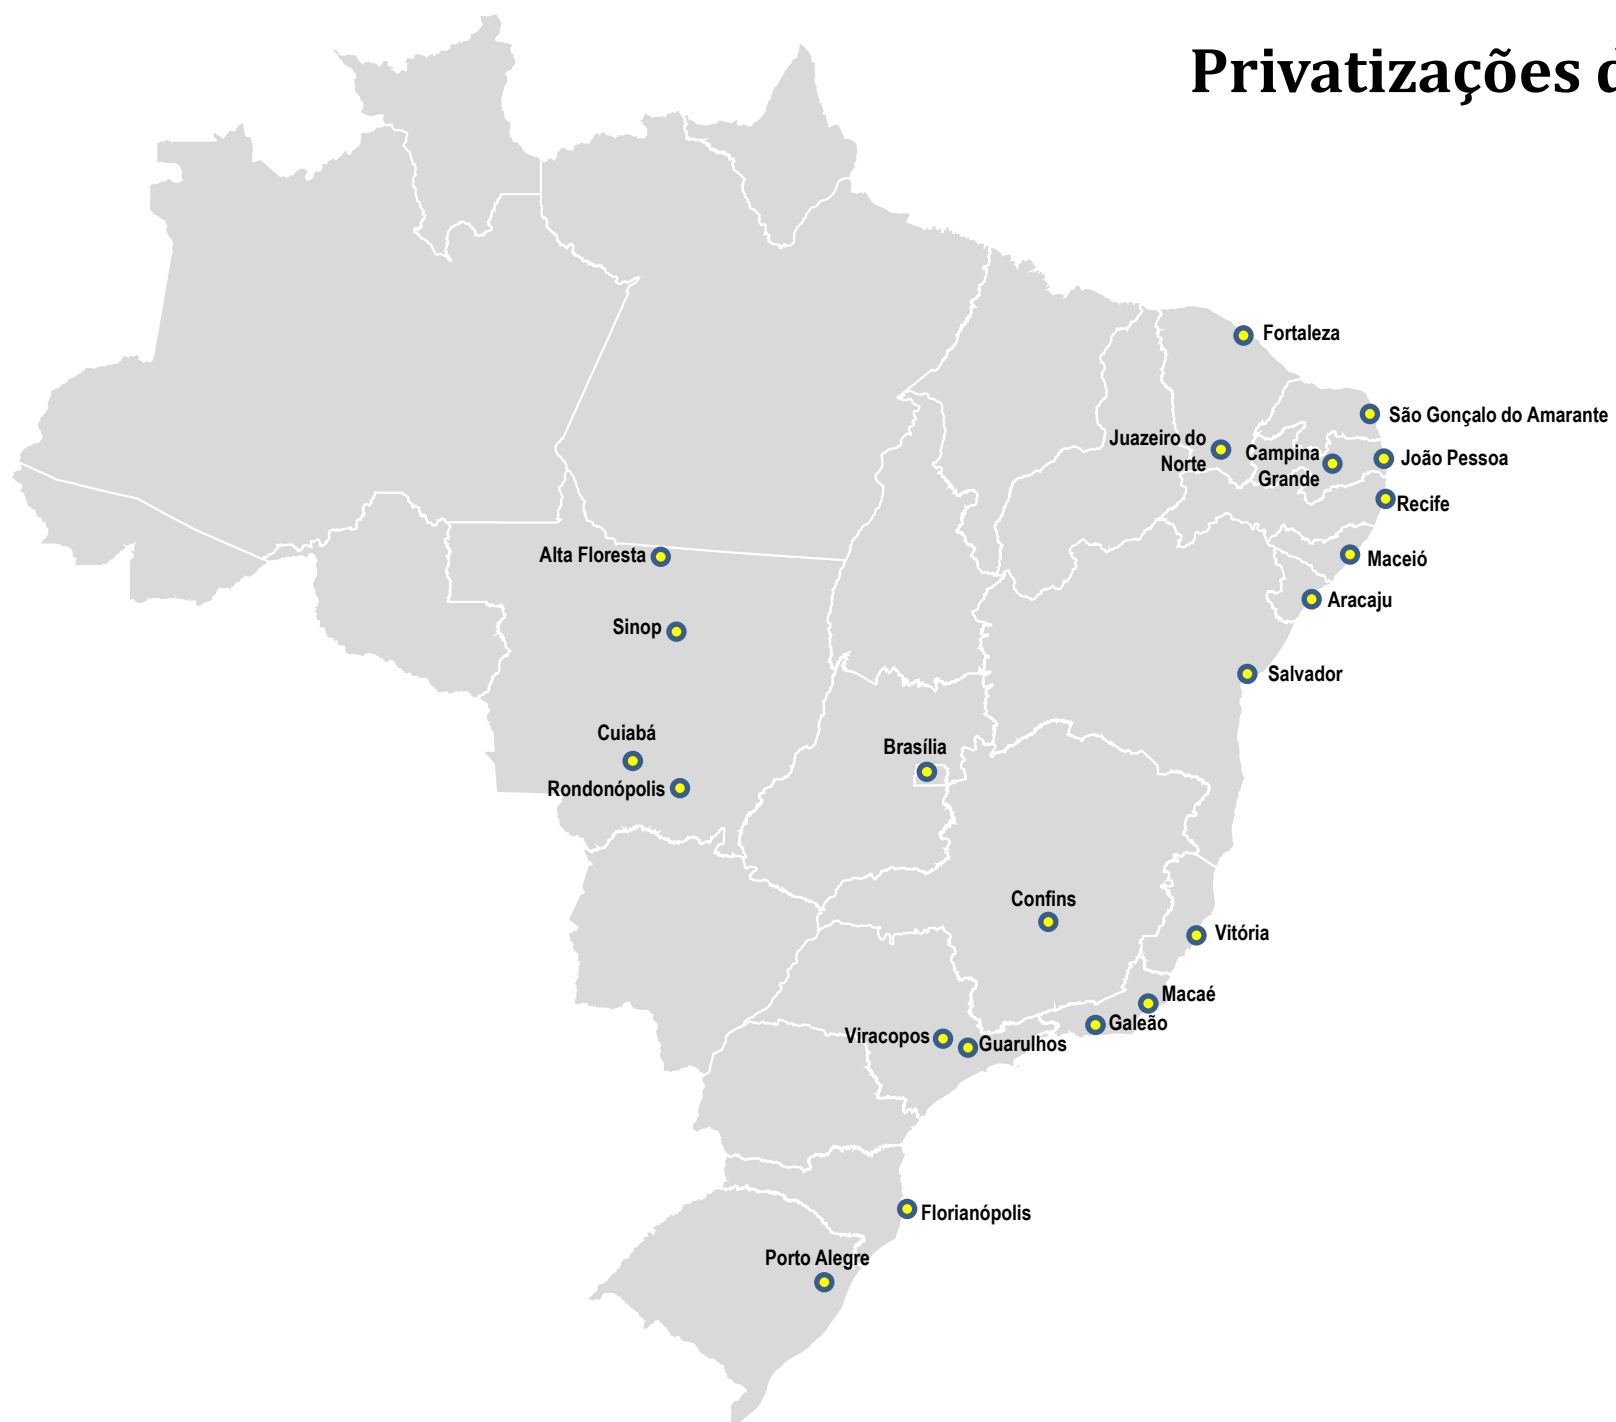 Privatizações d
Fortaleza
São Gonçalo do Amarante
Juazeiro do
Norte
Campina
Grande
João Pessoa
Recife
Alta Floresta
Maceió
Aracaju
Sinop
Salvador
Cuiabá
Brasília
Rondonópolis
Confins
Vitória
Macaé
Galeão
Viracopos
Guarulhos
Florianópolis
Porto Alegre